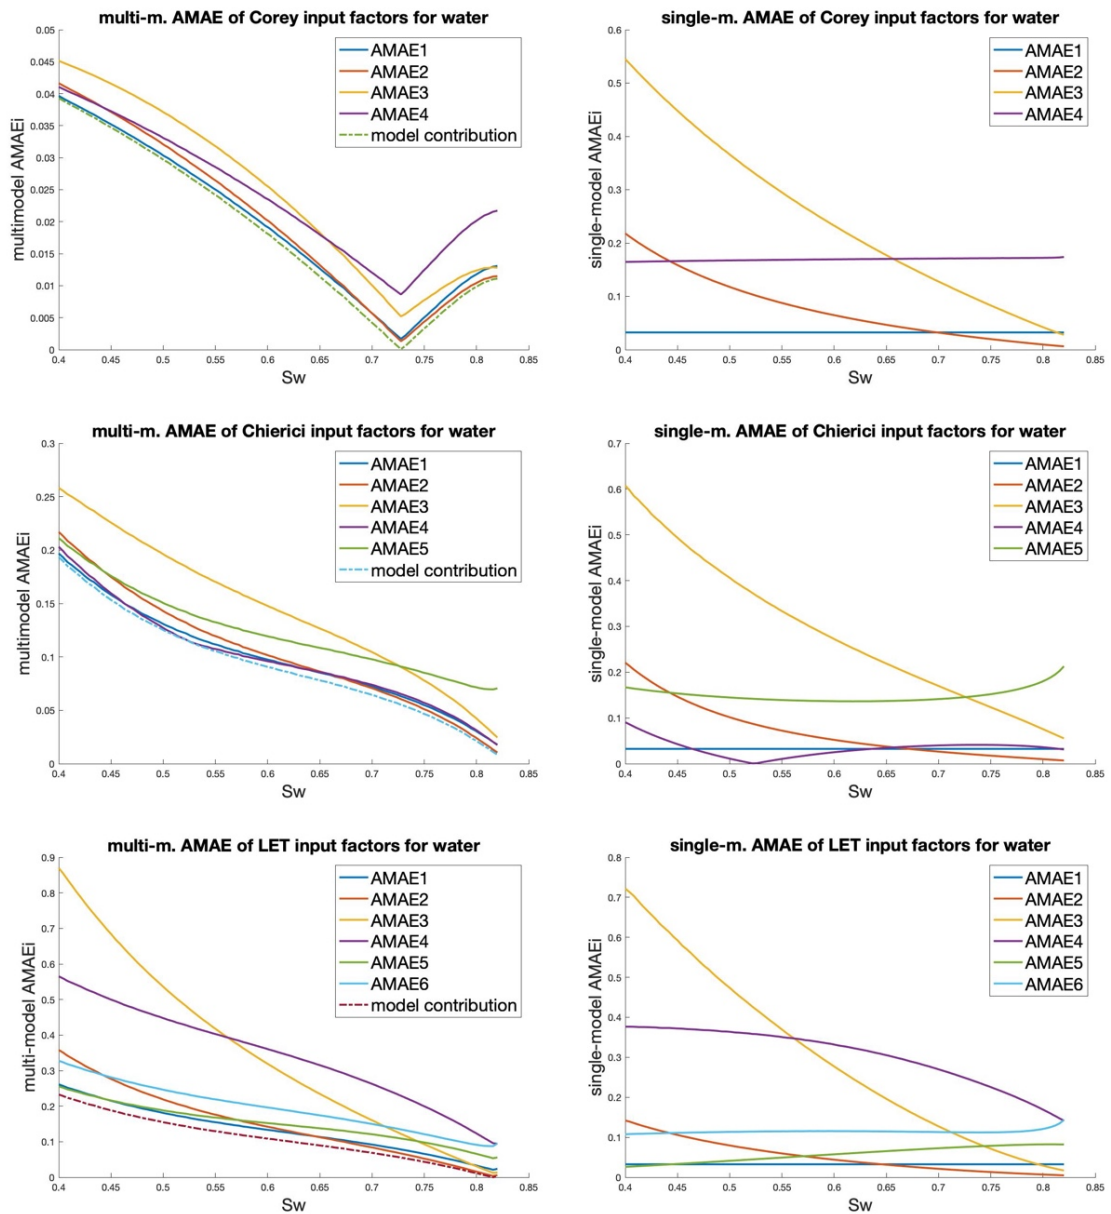 multi-m. AMAE of Corey input factors for water
multimodel AMAEi
0.05
0.045
0.04
0.035
0.03
0.025
0.02
0.015
0.01
0.005
0
AMAE1
AMAE2
AMAE3
AMAE4
model contribution
0.4 0.45 0.5 0.55 0.6 0.65 0.7 0.75 0.8 0.85
Sw
single-m. AMAE of Corey input factors for water
single-model AMAEi
0.6
0.5
0.4
0.3
0.2
0.1
0
AMAE1
AMAE2
AMAE3
AMAE4
0.4 0.45 0.5 0.55 0.6 0.65 0.7 0.75 0.8 0.85
Sw
multi-m. AMAE of Chierici input factors for water
multimodel AMAEi
0.3
0.25
0.2
0.15
0.1
0.05
0
AMAE1
AMAE2
AMAE3
AMAE4
AMAE5
model contribution
0.4 0.45 0.5 0.55 0.6 0.65 0.7 0.75 0.8 0.85
Sw
single-m. AMAE of Chierici input factors for water
single-model AMAEi
0.7
0.6
0.5
0.4
0.3
0.2
0.1
0
AMAE1
AMAE2
AMAE3
AMAE4
AMAE5
0.4 0.45 0.5 0.55 0.6 0.65 0.7 0.75 0.8 0.85
Sw
multi-m. AMAE of LET input factors for water
multi-model AMAEi
0.9
0.8
0.7
0.6
0.5
0.4
0.3
0.2
0.1
0
AMAE1
AMAE2
AMAE3
AMAE4
AMAE5
AMAE6
model contribution
0.4 0.45 0.5 0.55 0.6 0.65 0.7 0.75 0.8 0.85
Sw
single-m. AMAE of LET input factors for water
single-model AMAEi
0.8
0.7
0.6
0.5
0.4
0.3
0.2
0.1
0
AMAE1
AMAE2
AMAE3
AMAE4
AMAE5
AMAE6
0.4 0.45 0.5 0.55 0.6 0.65 0.7 0.75 0.8 0.85
Sw